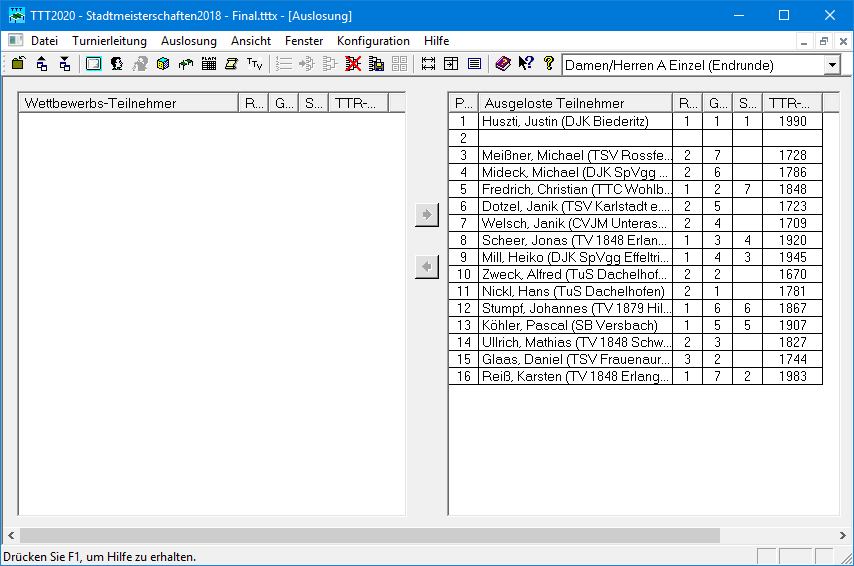 TTT2020 - Stadtmeisterschaften2018 - Final.tttx - [Auslosung]
Datei Turnierleitung Auslosung Ansicht Fenster Konfiguration Hilfe
Damen/Herren A Einzel (Endrunde)
Wettbewerbs-Teilnehmer R... G... S... TTR-...
P... Ausgeloste Teilnehmer R... G... S... TTR-...
1 Huszti, Justin (DJK Biederitz) 1 1 1 1990
2
3 Meißner, Michael (TSV Rossfe... 2 7 1728
4 Mideck, Michael (DJK SpVgg ... 2 6 1786
5 Fredrich, Christian (TTC Wohlb... 1 2 7 1848
6 Dotzel, Janik (TSV Karlstadt e.... 2 5 1723
7 Welsch, Janik (CVJM Unteras... 2 4 1709
8 Scheer, Jonas (TV 1848 Erlan... 1 3 4 1920
9 Mill, Heiko (DJK SpVgg Effeltri... 1 4 3 1945
10 Zweck, Alfred (TuS Dachelhof... 2 2 1670
11 Nickl, Hans (TuS Dachelhofen) 2 1 1781
12 Stumpf, Johannes (TV 1879 Hil... 1 6 6 1867
13 Köhler, Pascal (SB Versbach) 1 5 5 1907
14 Ullrich, Mathias (TV 1848 Schw... 2 3 1827
15 Glaas, Daniel (TSV Frauenaur... 3 2 1744
16 Reiß, Karsten (TV 1848 Erlang... 1 7 2 1983
Drücken Sie F1, um Hilfe zu erhalten.